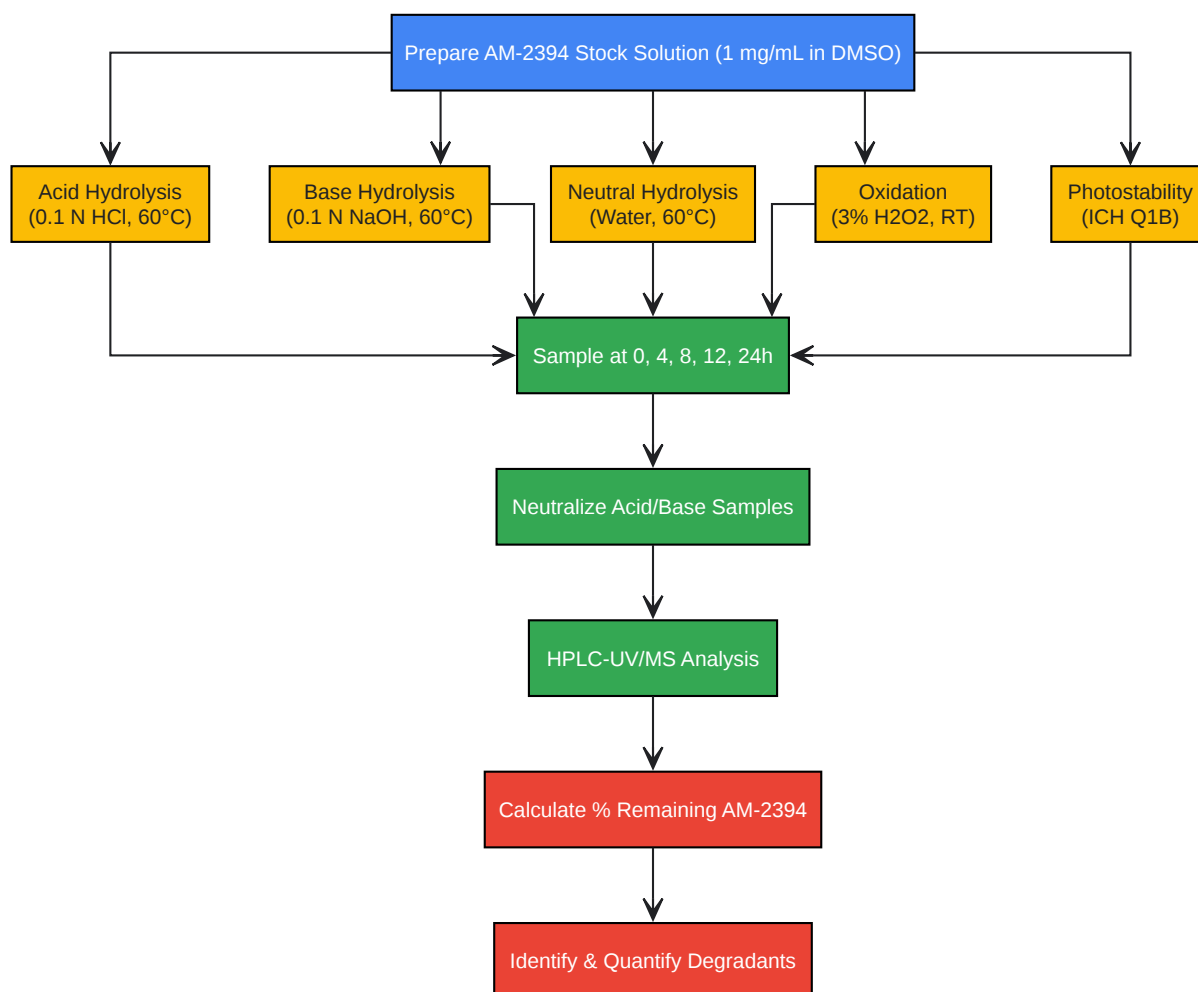 Prepare AM-2394 Stock Solution (1 mg/mL in DMSO)
Acid Hydrolysis
(0.1 N HCl, 60°C)
Base Hydrolysis
(0.1 N NaOH, 60°C)
Neutral Hydrolysis
(Water, 60°C)
Oxidation
(3% H2O2, RT)
Photostability
(ICH Q1B)
Sample at 0, 4, 8, 12, 24h
Neutralize Acid/Base Samples
HPLC-UV/MS Analysis
Calculate % Remaining AM-2394
Identify & Quantify Degradants